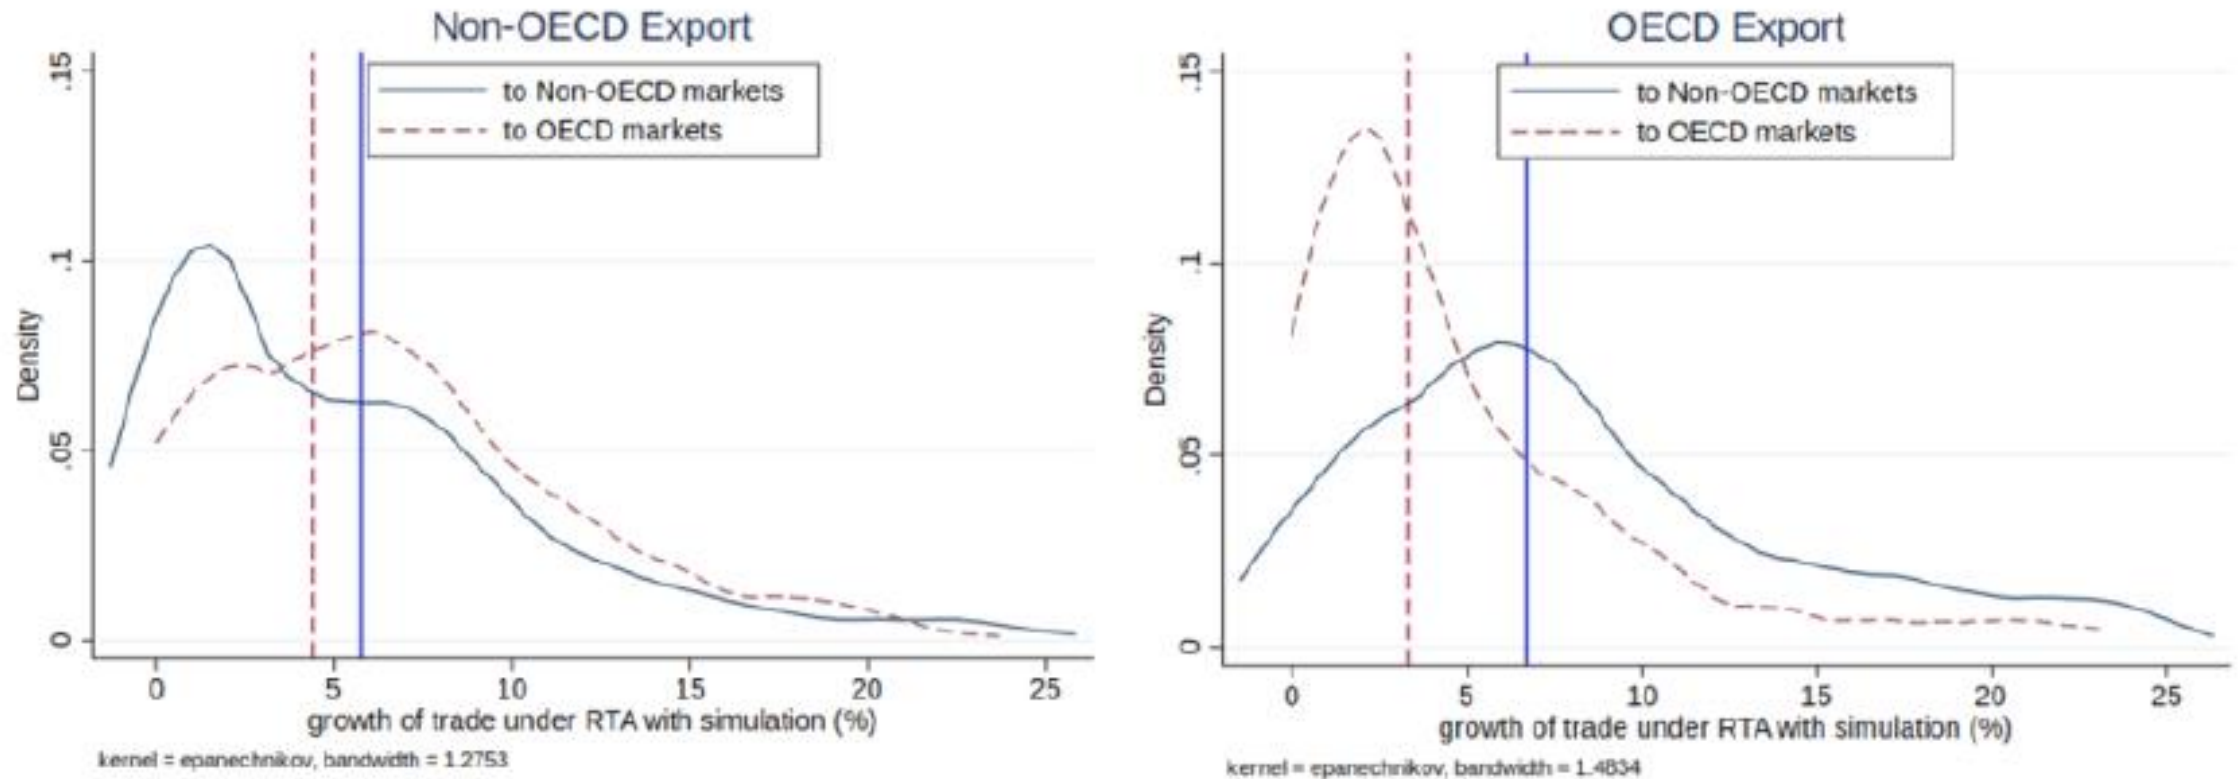 Non-OECD Export
to Non-OECD markets
to OECD markets
.15
.1
.05
0
Density
0 5 10 15 20 25
growth of trade under RTA with simulation (%)
kernel = epanechnikov, bandwidth = 1.2753
OECD Export
to Non-OECD markets
to OECD markets
.15
.1
.05
0
Density
0 5 10 15 20 25
growth of trade under RTA with simulation (%)
kernel = epanechnikov, bandwidth = 1.4834